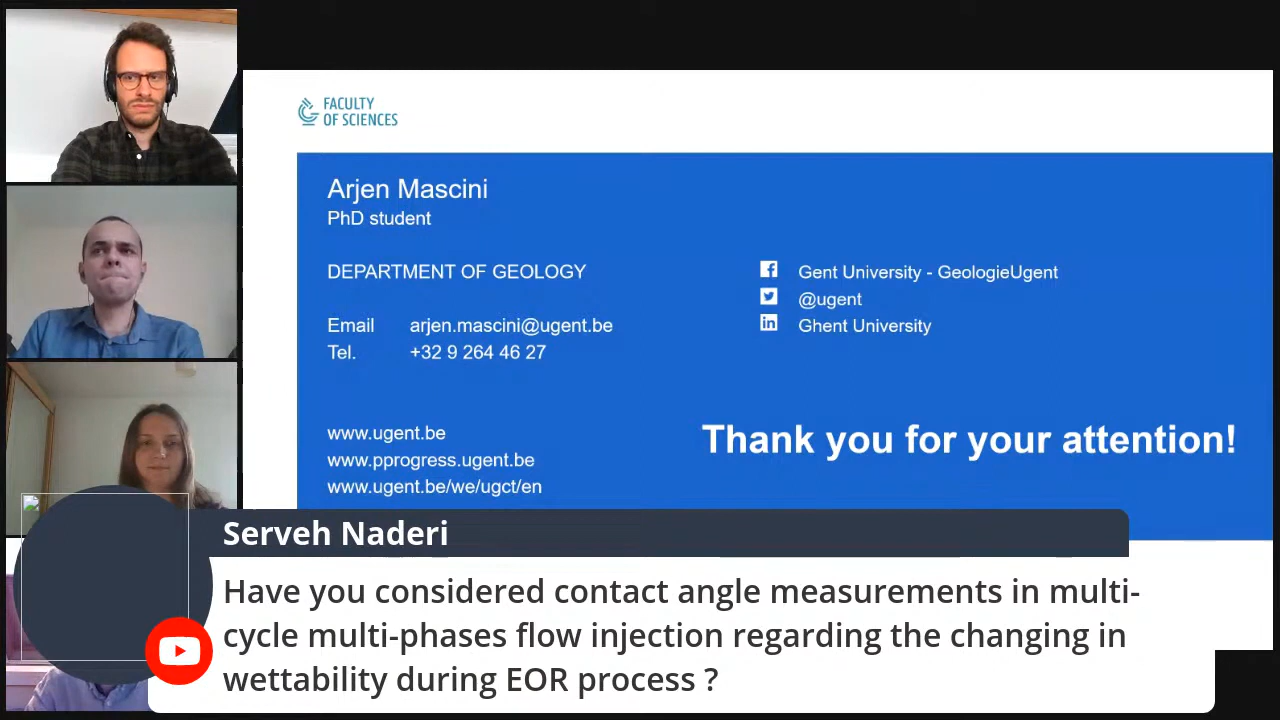 FACULTY
OF SCIENCES
Arjen Mascini
PhD student
DEPARTMENT OF GEOLOGY
Email arjen.mascini@ugent.be
Tel. +32 9 264 46 27
Gent University - GeologieUgent
@ugent
Ghent University
www.ugent.be
www.pprogress.ugent.be
www.ugent.be/we/ugct/en
Thank you for your attention!
Serveh Naderi
Have you considered contact angle measurements in multi-
cycle multi-phases flow injection regarding the changing in
wettability during EOR process ?